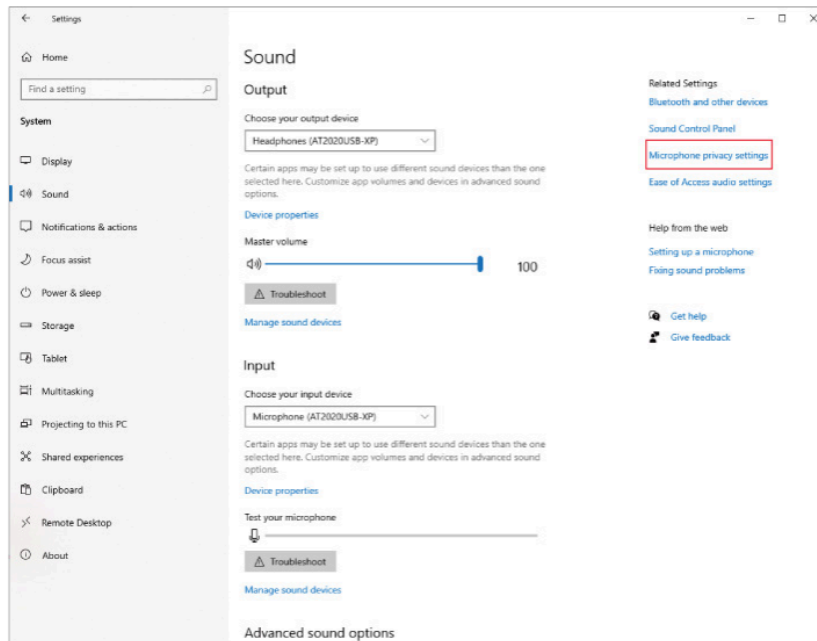 Settings
Home
Find a setting
System
Display
Sound
Notifications & actions
Focus assist
Power & sleep
Storage
Tablet
Multitasking
Projecting to this PC
Shared experiences
Clipboard
Remote Desktop
About
Sound
Output
Choose your output device
Headphones (AT2020USB-XP)
Certain apps may be set up to use different sound devices than the one
selected here. Customize app volumes and devices in advanced sound
options.
Device properties
Master volume
100
Troubleshoot
Manage sound devices
Input
Choose your input device
Microphone (AT2020USB-XP)
Certain apps may be set up to use different sound devices than the one
selected here. Customize app volumes and devices in advanced sound
options.
Device properties
Test your microphone
Troubleshoot
Manage sound devices
Advanced sound options
Related Settings
Bluetooth and other devices
Sound Control Panel
Microphone privacy settings
Ease of Access audio settings
Help from the web
Setting up a microphone
Fixing sound problems
Get help
Give feedback